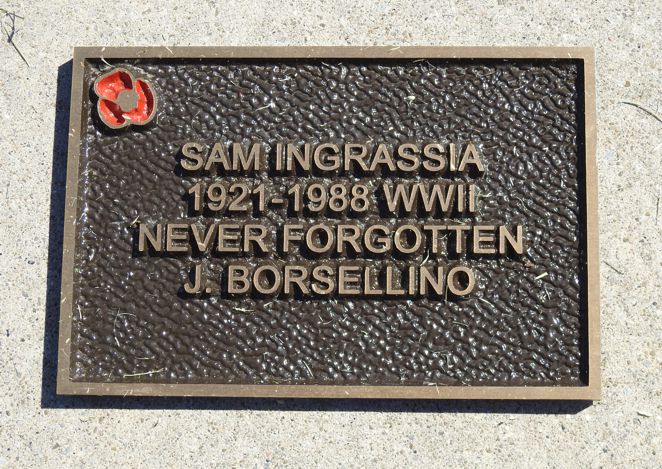 SAM INGRASSIA
1921-1988 WWII
NEVER FORGOTTEN
J. BORSELLINO